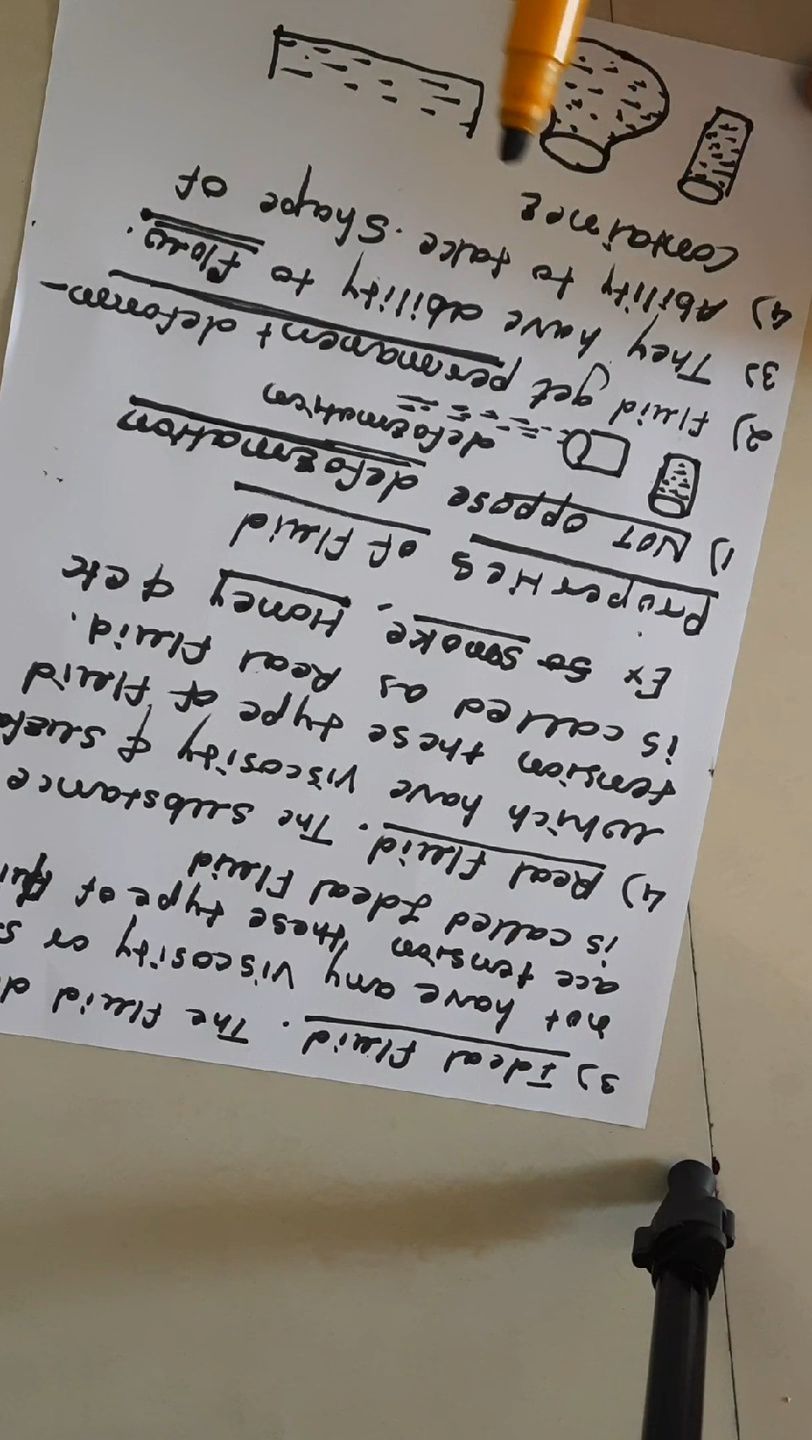 3) Ideal fluid. The fluid d
not have any viscosity or s
ace tension these type of
is called Ideal Fluid
4) Real fluid. The substance
which have viscosity & surfa
tension these type of fluid
is called as Real fluid.
Ex smoke, Honey & etc
Properties of Fluid
1) NOT oppose deformation
deformation
2) Fluid get permanent deform-
3) They have ability to flow.
4) Ability to take shape of
Container